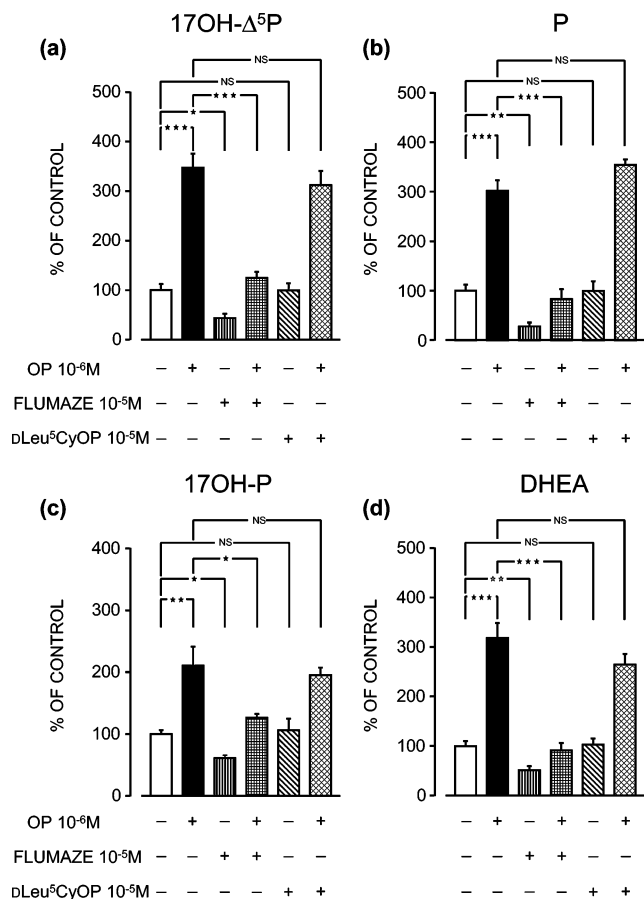 (a) 17OH-Δ⁵P
NS
NS
★★★
★
★★★
500
400
300
200
100
0
% OF CONTROL
(b) P
NS
NS
★★★
★★
★★★
500
400
300
200
100
0
% OF CONTROL
OP 10⁻⁶M – + – + – + – + – + – +
FLUMAZE 10⁻⁵M – – + + – – – – + + – –
DLeu⁵CyOP 10⁻⁵M – – – – + + – – – – + +
(c) 17OH-P
NS
NS
★
★
★★
400
300
200
100
0
% OF CONTROL
(d) DHEA
NS
NS
★★★
★★
★★★
500
400
300
200
100
0
% OF CONTROL
OP 10⁻⁶M – + – + – + – + – + – +
FLUMAZE 10⁻⁵M – – + + – – – – + + – –
DLeu⁵CyOP 10⁻⁵M – – – – + + – – – – + +